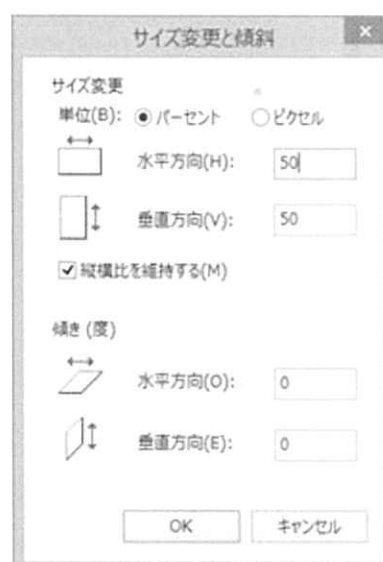 サイズ変更と傾斜
サイズ変更
単位(B): パーセント ピクセル
水平方向(H): 50
垂直方向(V): 50
縦横比を維持する(M)
傾き (度)
水平方向(O): 0
垂直方向(E): 0
OK キャンセル